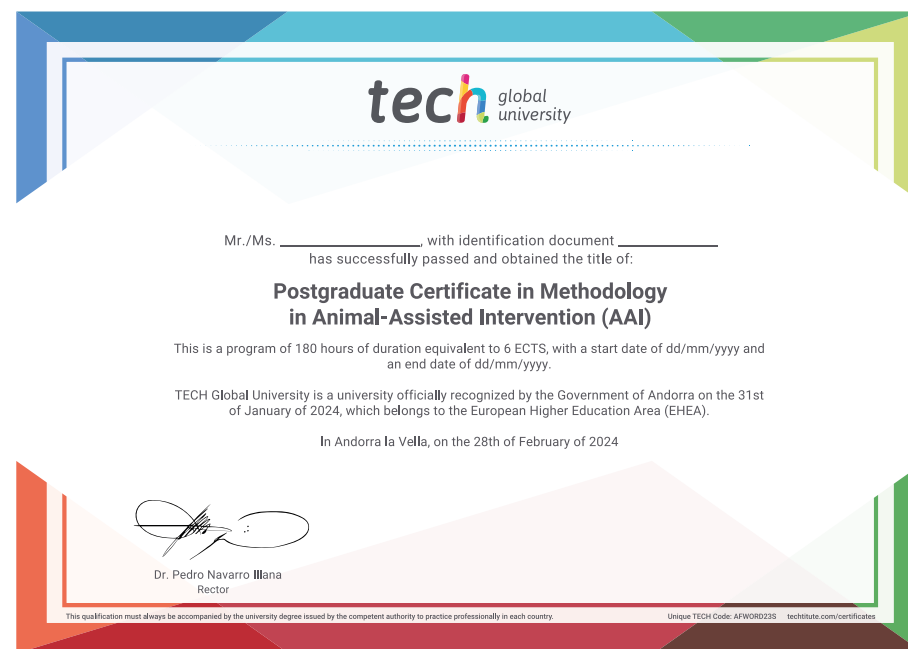 tech global
university
Mr./Ms. ____________________, with identification document ______________
has successfully passed and obtained the title of:
Postgraduate Certificate in Methodology
in Animal-Assisted Intervention (AAI)
This is a program of 180 hours of duration equivalent to 6 ECTS, with a start date of dd/mm/yyyy and
an end date of dd/mm/yyyy.
TECH Global University is a university officially recognized by the Government of Andorra on the 31st
of January of 2024, which belongs to the European Higher Education Area (EHEA).
In Andorra la Vella, on the 28th of February of 2024
Dr. Pedro Navarro Illana
Rector
This qualification must always be accompanied by the university degree issued by the competent authority to practice professionally in each country.
Unique TECH Code: AFWORD23S techtitute.com/certificates